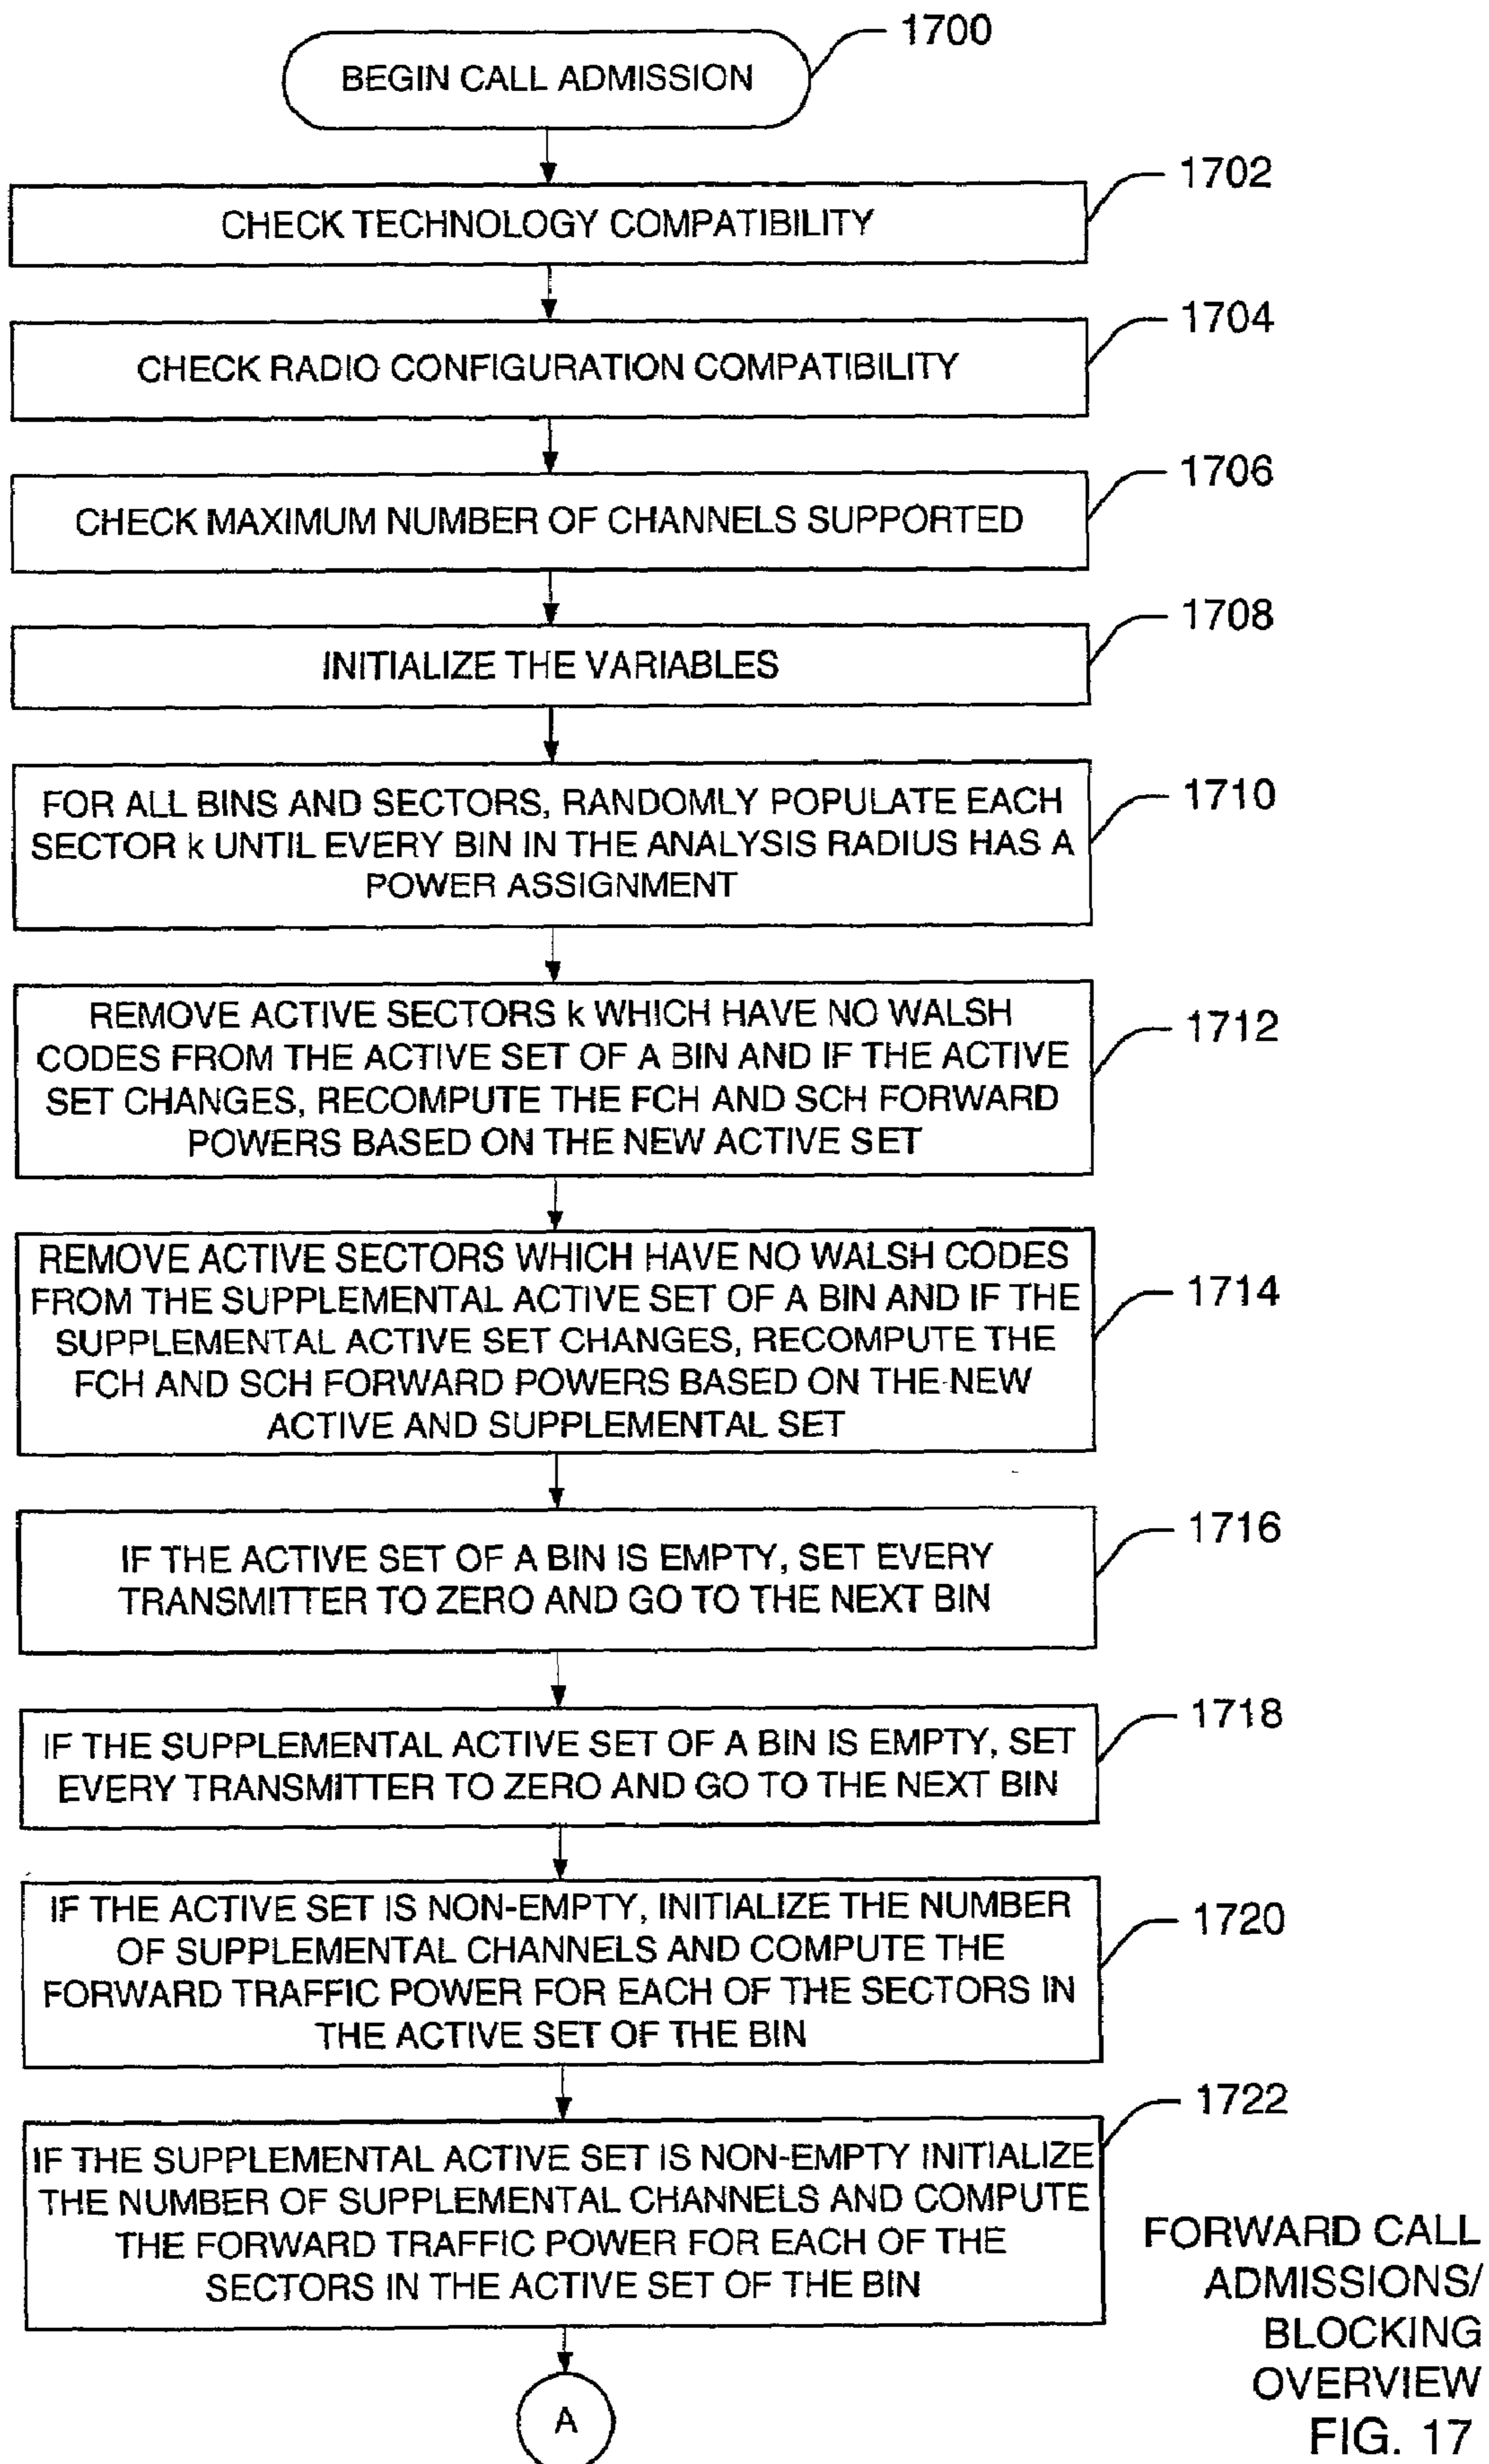 1700
BEGIN CALL ADMISSION
1702
CHECK TECHNOLOGY COMPATIBILITY
1704
CHECK RADIO CONFIGURATION COMPATIBILITY
1706
CHECK MAXIMUM NUMBER OF CHANNELS SUPPORTED
1708
INITIALIZE THE VARIABLES
1710
FOR ALL BINS AND SECTORS, RANDOMLY POPULATE EACH
SECTOR k UNTIL EVERY BIN IN THE ANALYSIS RADIUS HAS A
POWER ASSIGNMENT
1712
REMOVE ACTIVE SECTORS k WHICH HAVE NO WALSH
CODES FROM THE ACTIVE SET OF A BIN AND IF THE ACTIVE
SET CHANGES, RECOMPUTE THE FCH AND SCH FORWARD
POWERS BASED ON THE NEW ACTIVE SET
1714
REMOVE ACTIVE SECTORS WHICH HAVE NO WALSH CODES
FROM THE SUPPLEMENTAL ACTIVE SET OF A BIN AND IF THE
SUPPLEMENTAL ACTIVE SET CHANGES, RECOMPUTE THE
FCH AND SCH FORWARD POWERS BASED ON THE NEW
ACTIVE AND SUPPLEMENTAL SET
1716
IF THE ACTIVE SET OF A BIN IS EMPTY, SET EVERY
TRANSMITTER TO ZERO AND GO TO THE NEXT BIN
1718
IF THE SUPPLEMENTAL ACTIVE SET OF A BIN IS EMPTY, SET
EVERY TRANSMITTER TO ZERO AND GO TO THE NEXT BIN
1720
IF THE ACTIVE SET IS NON-EMPTY, INITIALIZE THE NUMBER
OF SUPPLEMENTAL CHANNELS AND COMPUTE THE
FORWARD TRAFFIC POWER FOR EACH OF THE SECTORS IN
THE ACTIVE SET OF THE BIN
1722
IF THE SUPPLEMENTAL ACTIVE SET IS NON-EMPTY INITIALIZE
THE NUMBER OF SUPPLEMENTAL CHANNELS AND COMPUTE
THE FORWARD TRAFFIC POWER FOR EACH OF THE
SECTORS IN THE ACTIVE SET OF THE BIN
A
FORWARD CALL
ADMISSIONS/
BLOCKING
OVERVIEW
FIG. 17